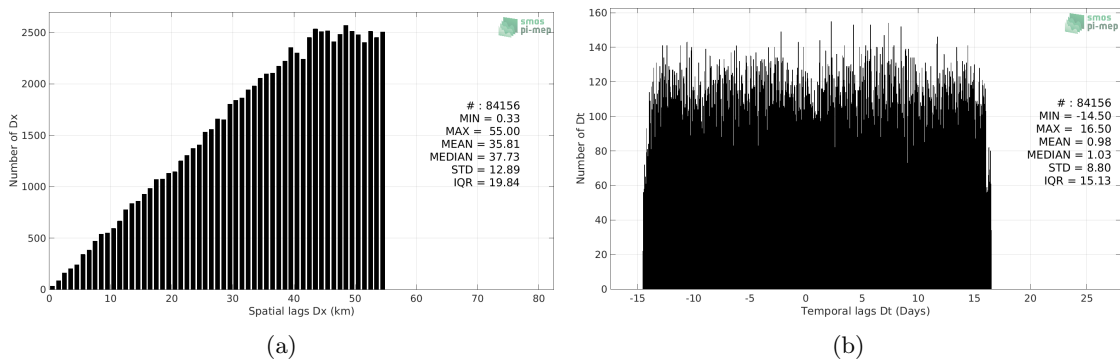 2500
2000
1500
1000
500
0
Number of Dx
0 10 20 30 40 50 60 70 80
Spatial lags Dx (km)
smos
pi-mep
# : 84156
MIN = 0.33
MAX = 55.00
MEAN = 35.81
MEDIAN = 37.73
STD = 12.89
IQR = 19.84
(a)
160
140
120
100
80
60
40
20
0
Number of Dt
-15 -10 -5 0 5 10 15 20 25
Temporal lags Dt (Days)
smos
pi-mep
# : 84156
MIN = -14.50
MAX = 16.50
MEAN = 0.98
MEDIAN = 1.03
STD = 8.80
IQR = 15.13
(b)